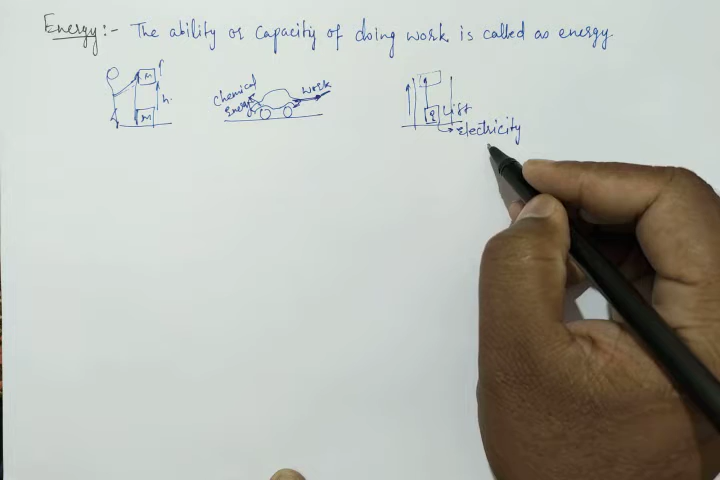 Energy:- The ability or capacity of doing work is called as energy.
m f
h.
m
Chemical Energy
work
Lift
Electricity